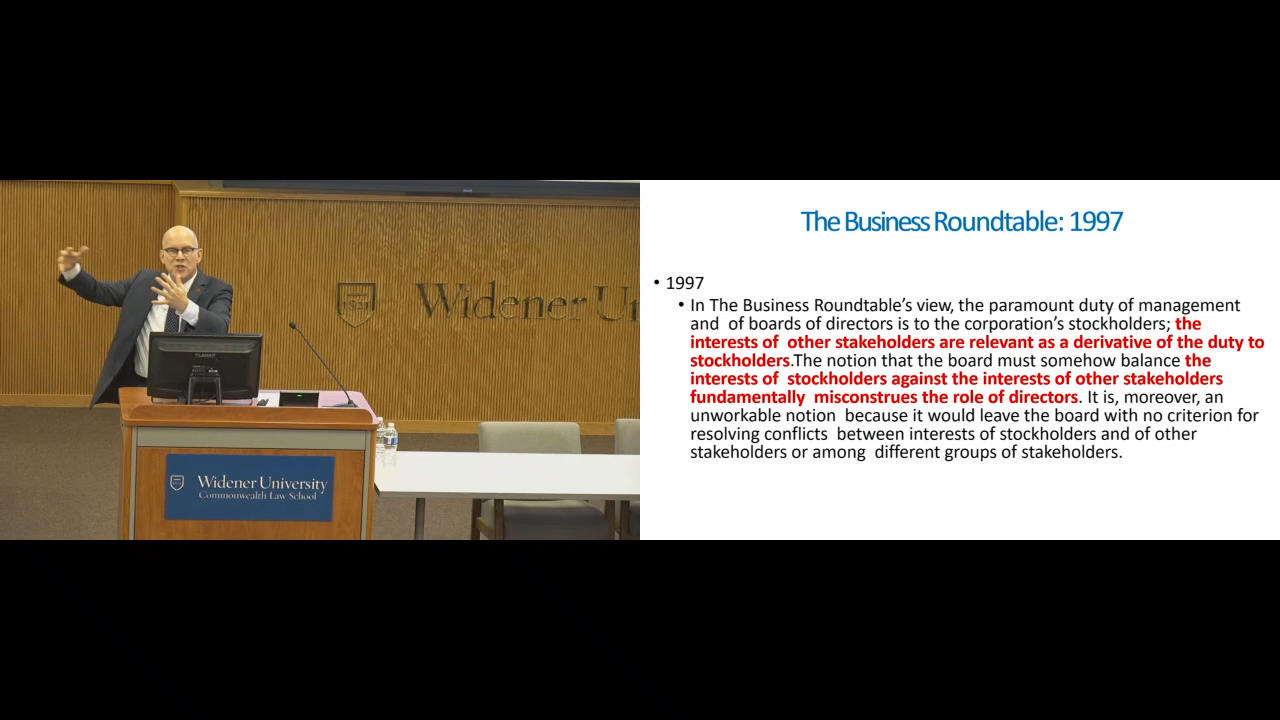 Widener Un
Widener University
Commonwealth Law School
The Business Roundtable: 1997
• 1997
• In The Business Roundtable's view, the paramount duty of management
and of boards of directors is to the corporation's stockholders; the
interests of other stakeholders are relevant as a derivative of the duty to
stockholders.The notion that the board must somehow balance the
interests of stockholders against the interests of other stakeholders
fundamentally misconstrues the role of directors. It is, moreover, an
unworkable notion because it would leave the board with no criterion for
resolving conflicts between interests of stockholders and of other
stakeholders or among different groups of stakeholders.